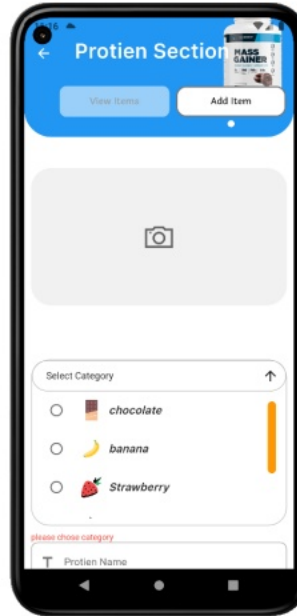 Protien Section
MASS
GAINER
View Items
Add Item
Select Category
chocolate
banana
Strawberry
please chose category
Protien Name